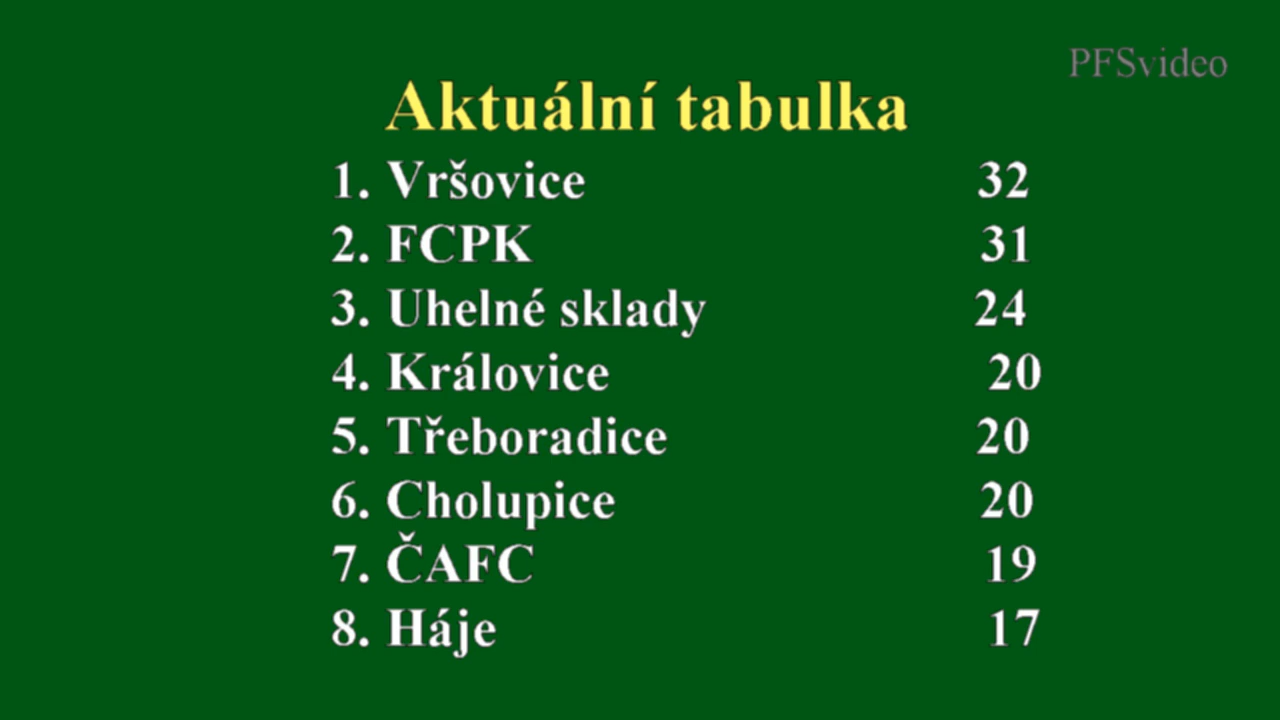 PFSvideo
Aktuální tabulka
1. Vršovice 32
2. FCPK 31
3. Uhelné sklady 24
4. Královice 20
5. Třeboradice 20
6. Cholupice 20
7. ČAFC 19
8. Háje 17